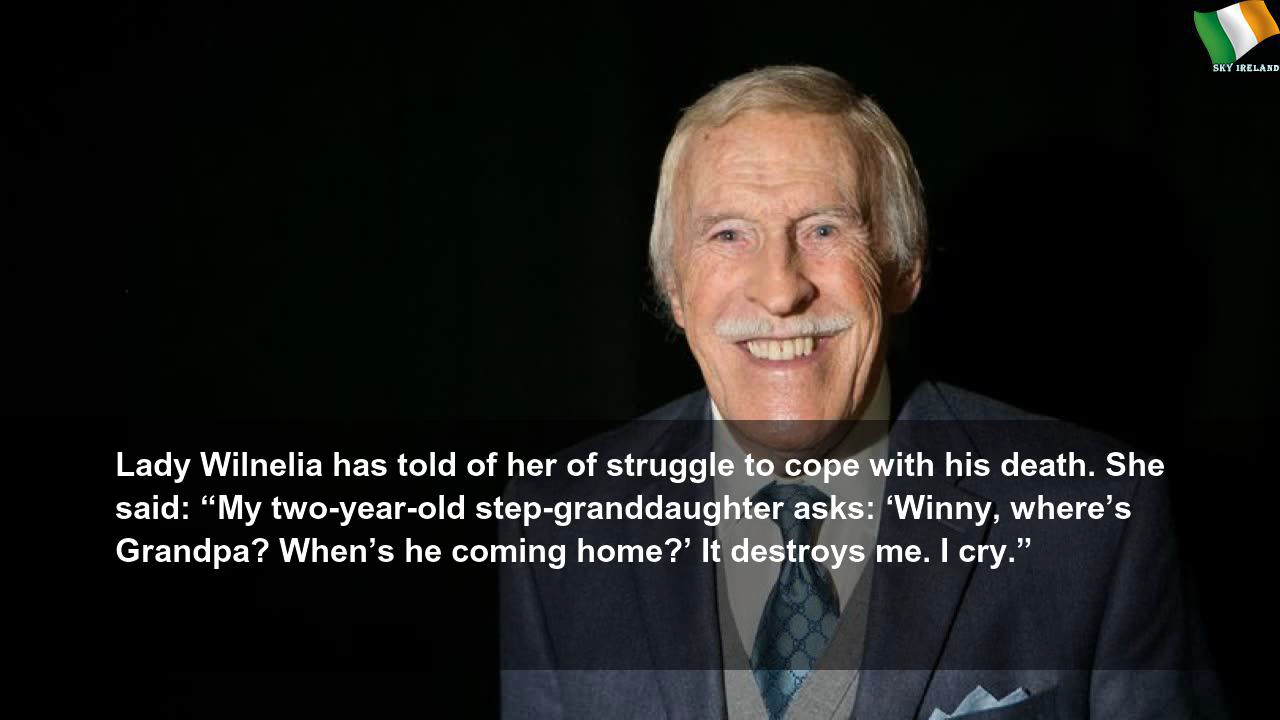 SKY IRELAND
Lady Wilnelia has told of her of struggle to cope with his death. She
said: “My two-year-old step-granddaughter asks: ‘Winny, where’s
Grandpa? When’s he coming home?’ It destroys me. I cry.”